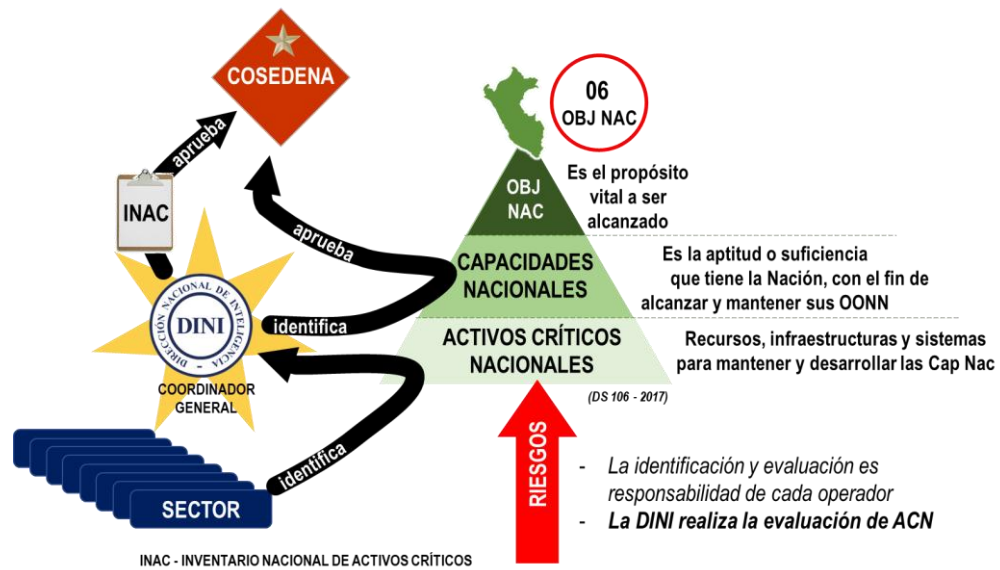 COSEDENA
aprueba
INAC
06
OBJ NAC
OBJ
NAC
Es el propósito
vital a ser
alcanzado
aprueba
CAPACIDADES
NACIONALES
Es la aptitud o suficiencia
que tiene la Nación, con el fin de
alcanzar y mantener sus OONN
DIRECCIÓN NACIONAL DE INTELIGENCIA
DINI
identifica
COORDINADOR
GENERAL
ACTIVOS CRÍTICOS
NACIONALES
Recursos, infraestructuras y sistemas
para mantener y desarrollar las Cap Nac
(DS 106 - 2017)
identifica
SECTOR
RIESGOS
- La identificación y evaluación es
responsabilidad de cada operador
- La DINI realiza la evaluación de ACN
INAC - INVENTARIO NACIONAL DE ACTIVOS CRÍTICOS